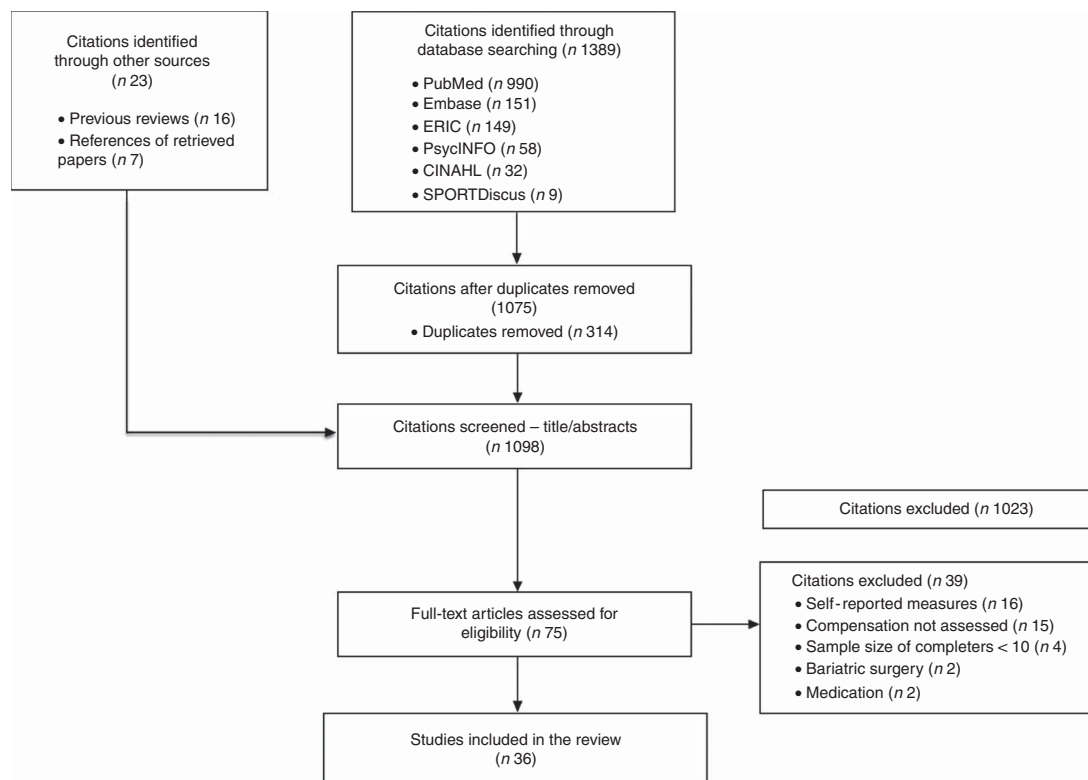 Citations identified
through other sources
(n 23)
• Previous reviews (n 16)
• References of retrieved
papers (n 7)
Citations identified through
database searching (n 1389)
• PubMed (n 990)
• Embase (n 151)
• ERIC (n 149)
• PsycINFO (n 58)
• CINAHL (n 32)
• SPORTDiscus (n 9)
Citations after duplicates removed
(1075)
• Duplicates removed (n 314)
Citations screened – title/abstracts
(n 1098)
Citations excluded (n 1023)
Full-text articles assessed for
eligibility (n 75)
Citations excluded (n 39)
• Self-reported measures (n 16)
• Compensation not assessed (n 15)
• Sample size of completers < 10 (n 4)
• Bariatric surgery (n 2)
• Medication (n 2)
Studies included in the review
(n 36)